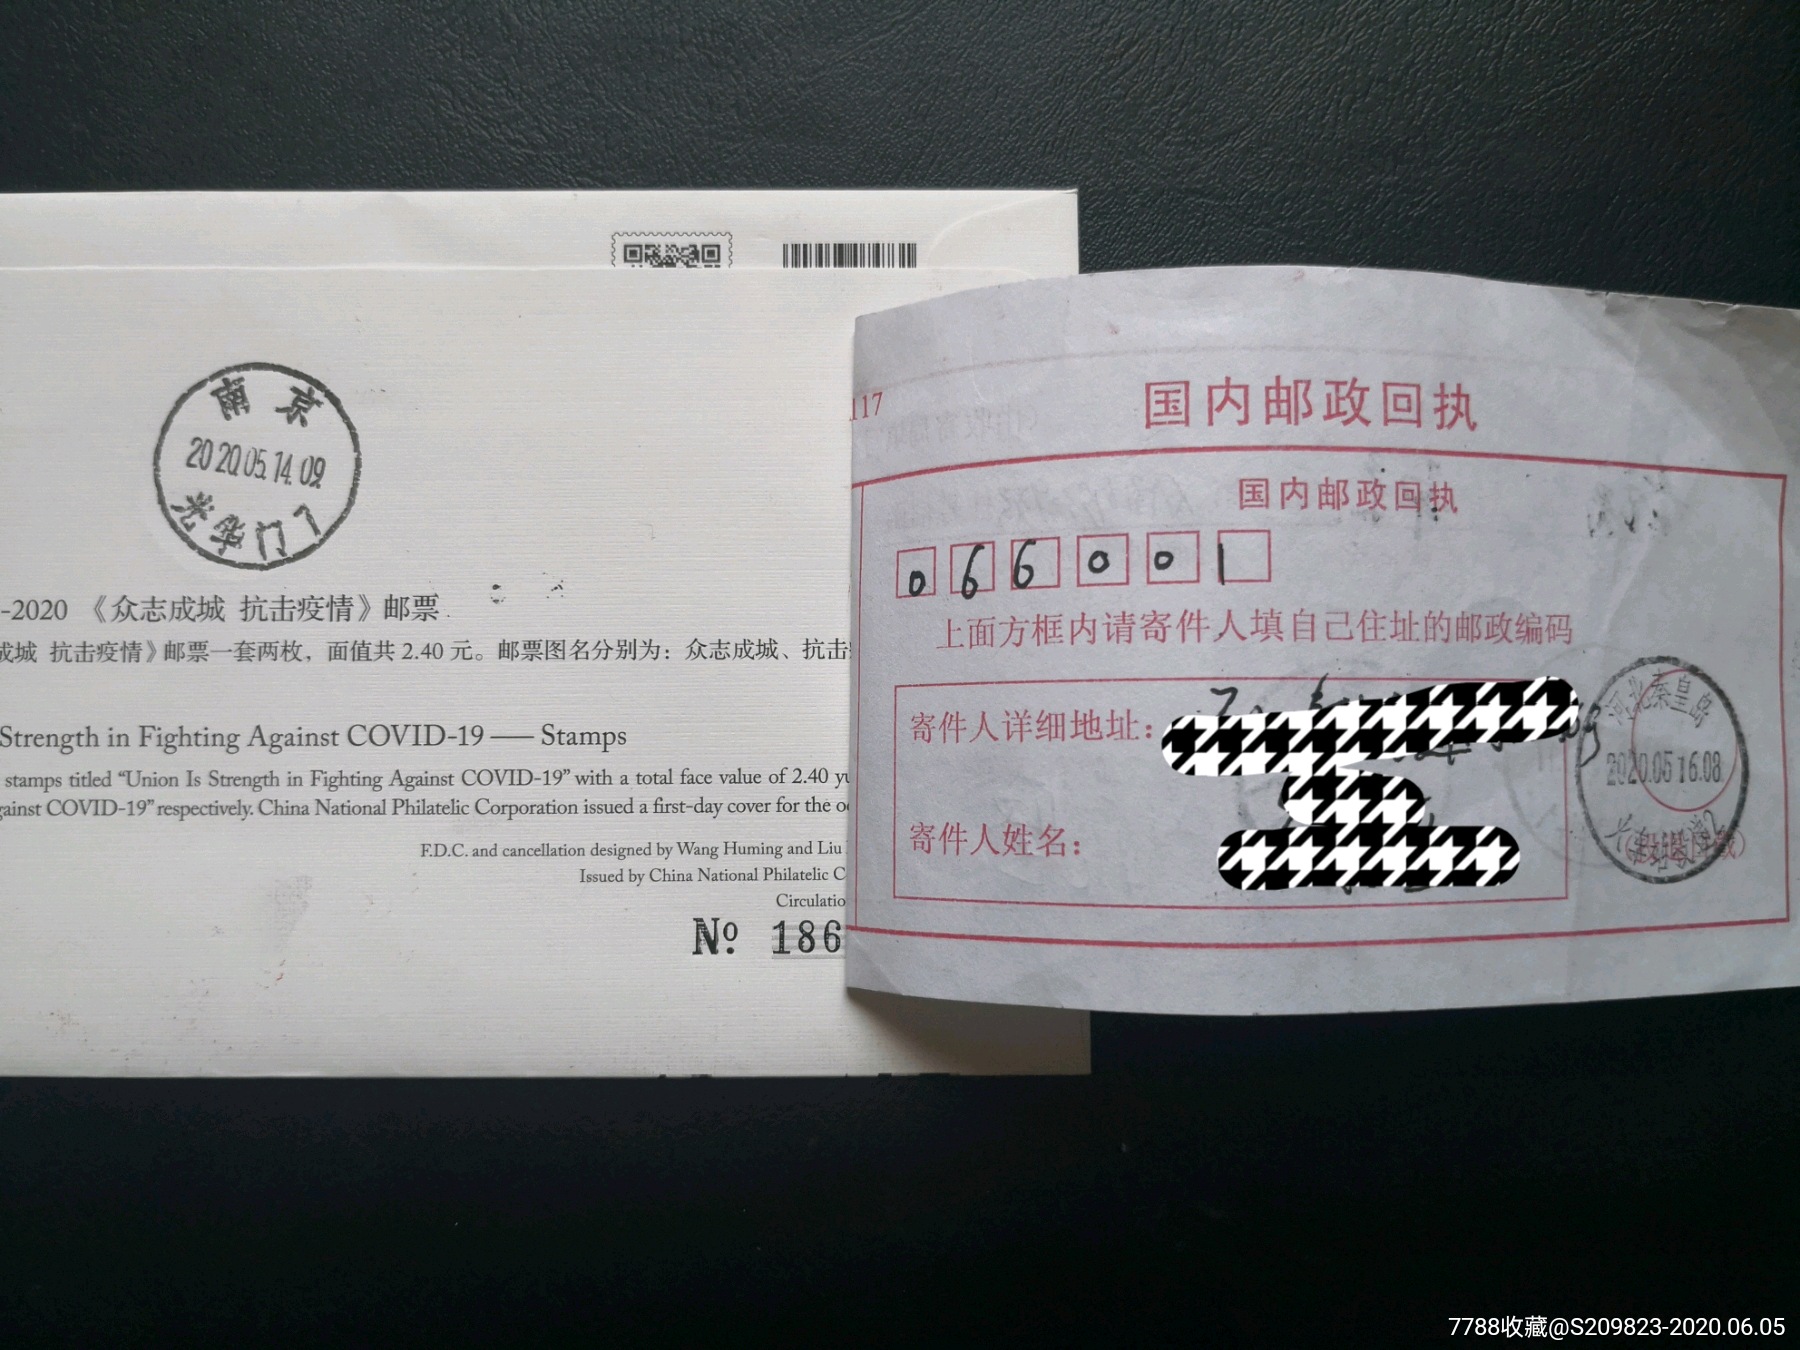 南京
2020.05.14.09
光华门 7
-2020 《众志成城 抗击疫情》邮票
成城 抗击疫情》邮票一套两枚，面值共 2.40 元。邮票图名分别为：众志成城、抗击
Strength in Fighting Against COVID-19 —— Stamps
stamps titled “Union Is Strength in Fighting Against COVID-19” with a total face value of 2.40 yu
gainst COVID-19” respectively. China National Philatelic Corporation issued a first-day cover for the o
F.D.C. and cancellation designed by Wang Huming and Liu
Issued by China National Philatelic C
Circulatio
№ 186
117
国内邮政回执
国内邮政回执
066001
上面方框内请寄件人填自己住址的邮政编码
寄件人详细地址：
寄件人姓名：
河北秦皇岛
2020.05.16.08
7788收藏@S209823-2020.06.05